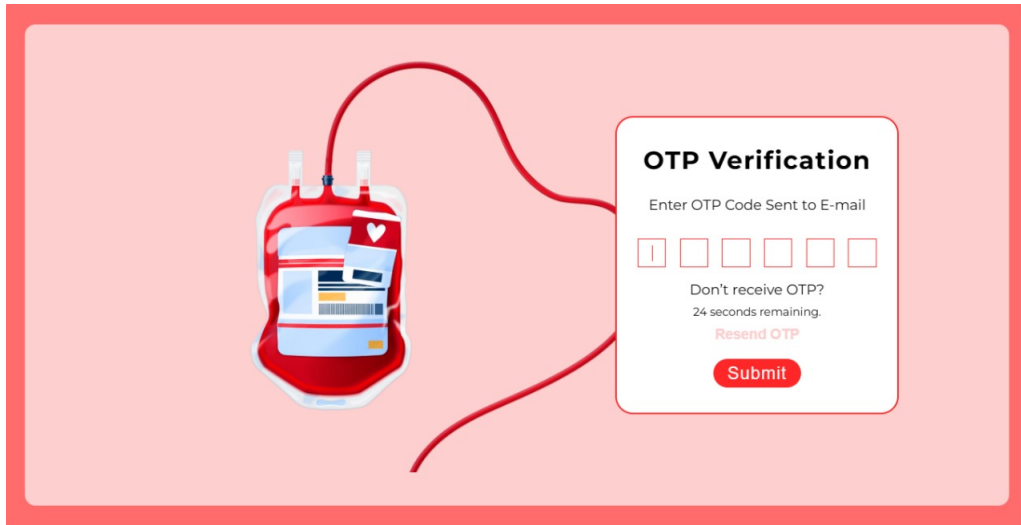 OTP Verification
Enter OTP Code Sent to E-mail
Don't receive OTP?
24 seconds remaining.
Resend OTP
Submit